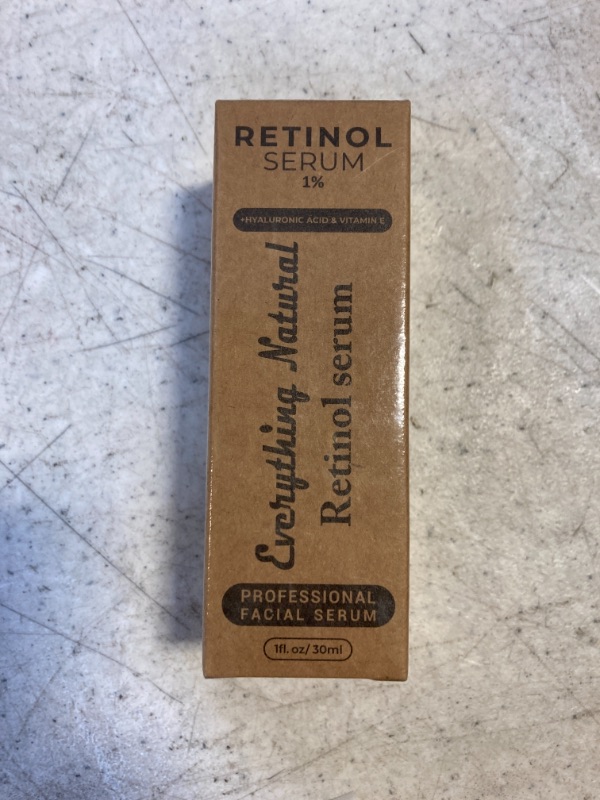 RETINOL
SERUM
1%
+HYALURONIC ACID & VITAMIN E
Everything Natural
Retinol serum
PROFESSIONAL
FACIAL SERUM
1fl. oz/ 30ml